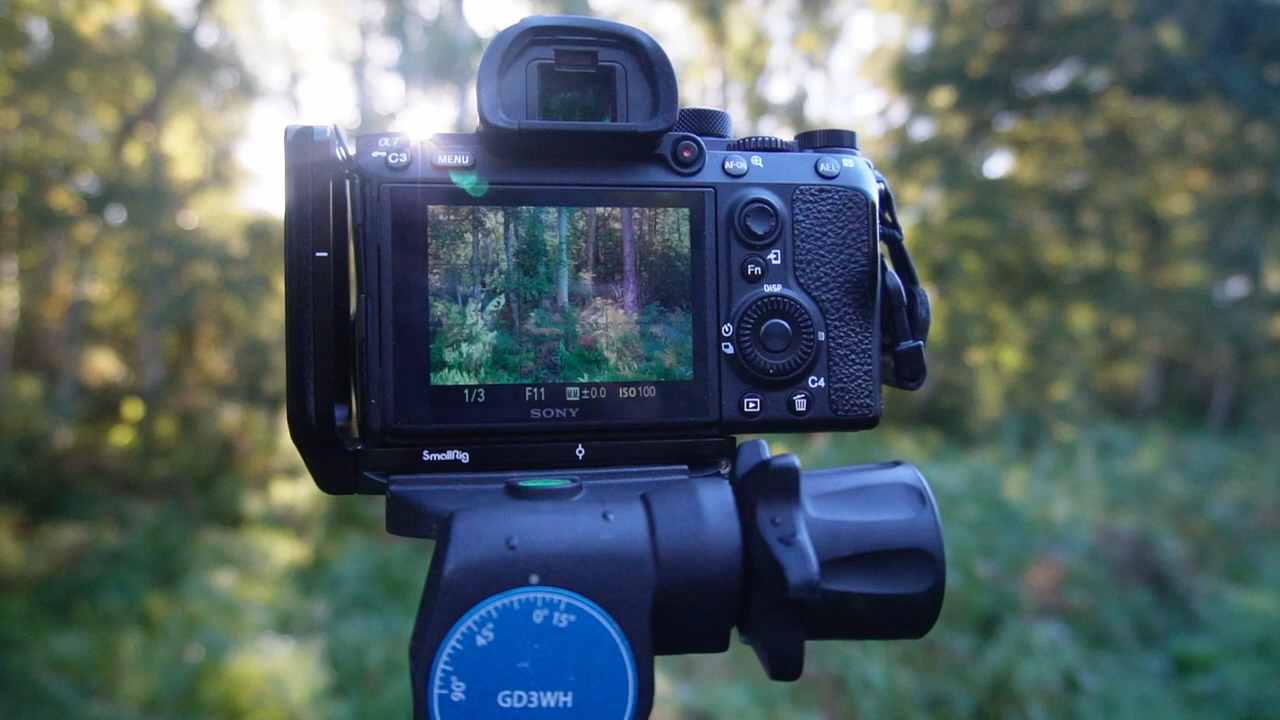 α7
C3
MENU
AF-ON
AEL
Fn
DISP
C4
1/3 F11 ±0.0 ISO100
SONY
SmallRig
0° 15°
45°
90°
GD3WH